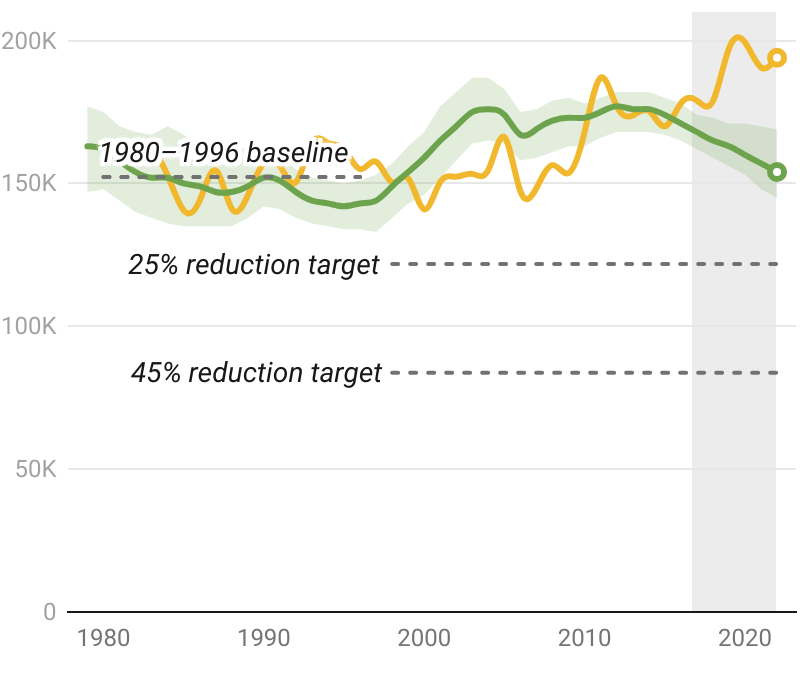 200K
1980–1996 baseline
150K
25% reduction target
100K
45% reduction target
50K
0
1980 1990 2000 2010 2020